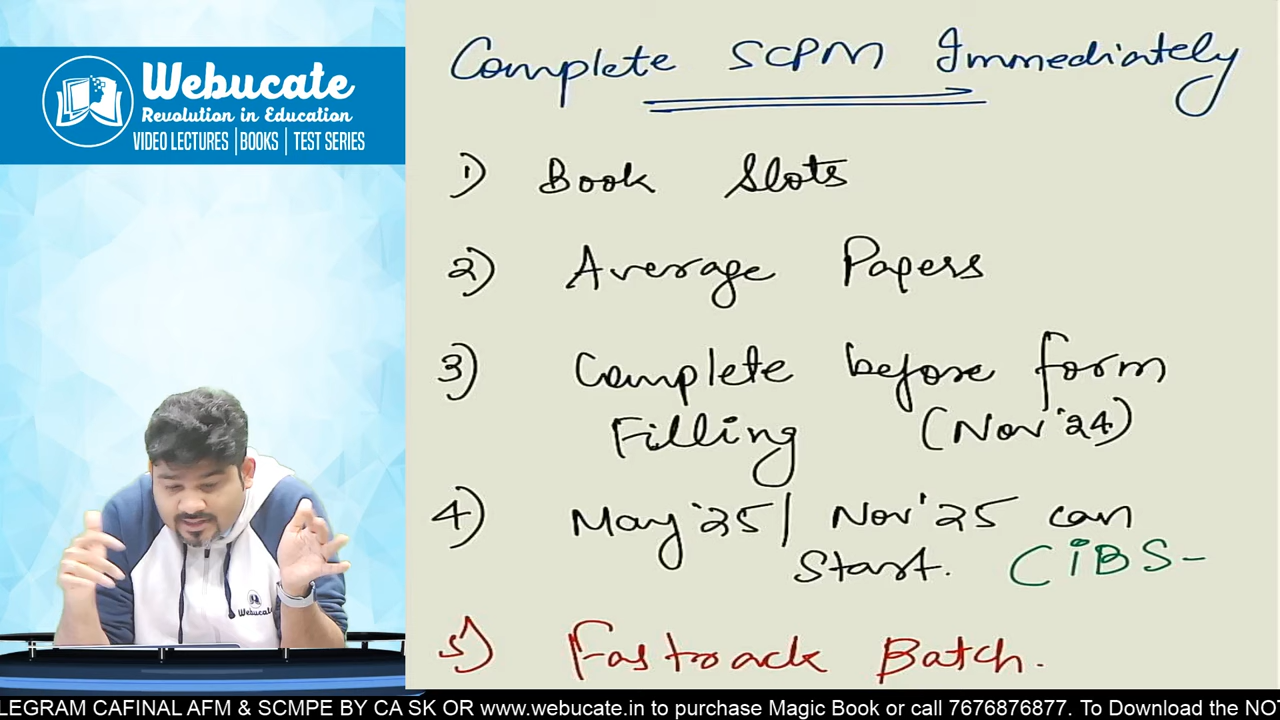 Webucate
Revolution in Education
VIDEO LECTURES | BOOKS | TEST SERIES
Complete SCPM Immediately
1) Book Slots
2) Average Papers
3) Complete before form
Filling (Nov'24)
4) May'25 / Nov'25 can
Start. CIBS-
5) Fastrack Batch.
Webucate
LEGRAM CAFINAL AFM & SCMPE BY CA SK OR www.webucate.in to purchase Magic Book or call 7676876877. To Download the NO